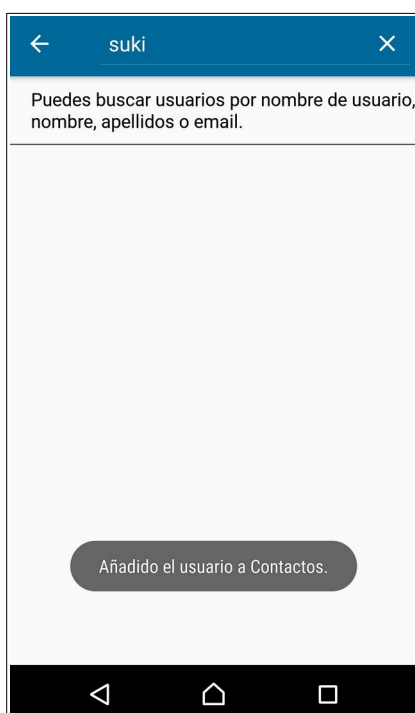 suki
Puedes buscar usuarios por nombre de usuario,
nombre, apellidos o email.
Añadido el usuario a Contactos.